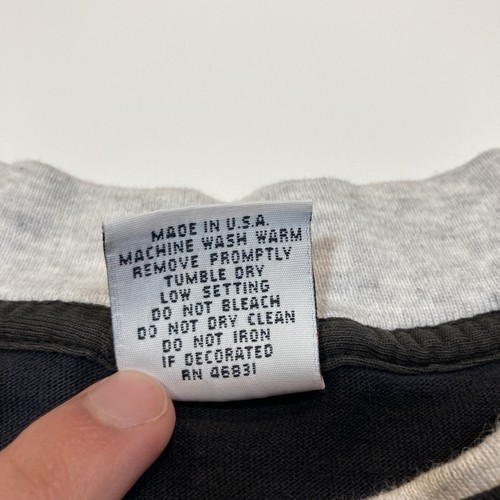 MADE IN U.S.A.
MACHINE WASH WARM
REMOVE PROMPTLY
TUMBLE DRY
LOW SETTING
DO NOT BLEACH
DO NOT DRY CLEAN
DO NOT IRON
IF DECORATED
RN 46831